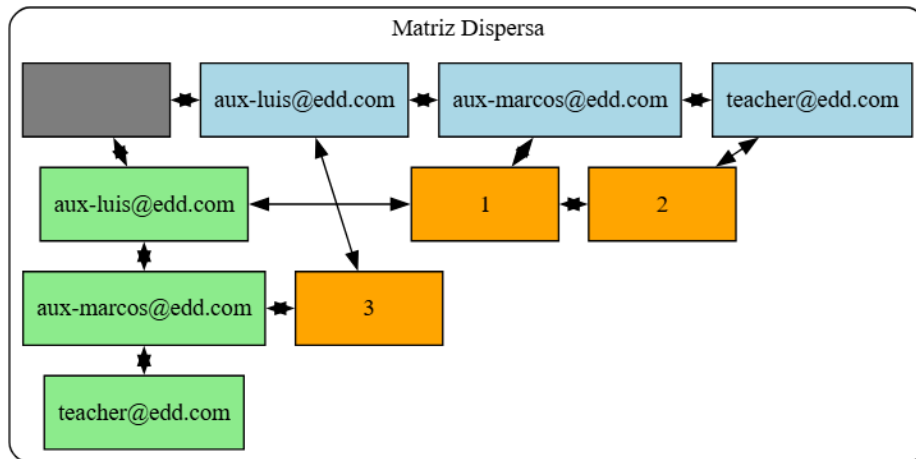 Matriz Dispersa
aux-luis@edd.com aux-marcos@edd.com teacher@edd.com
aux-luis@edd.com 1 2
aux-marcos@edd.com 3
teacher@edd.com